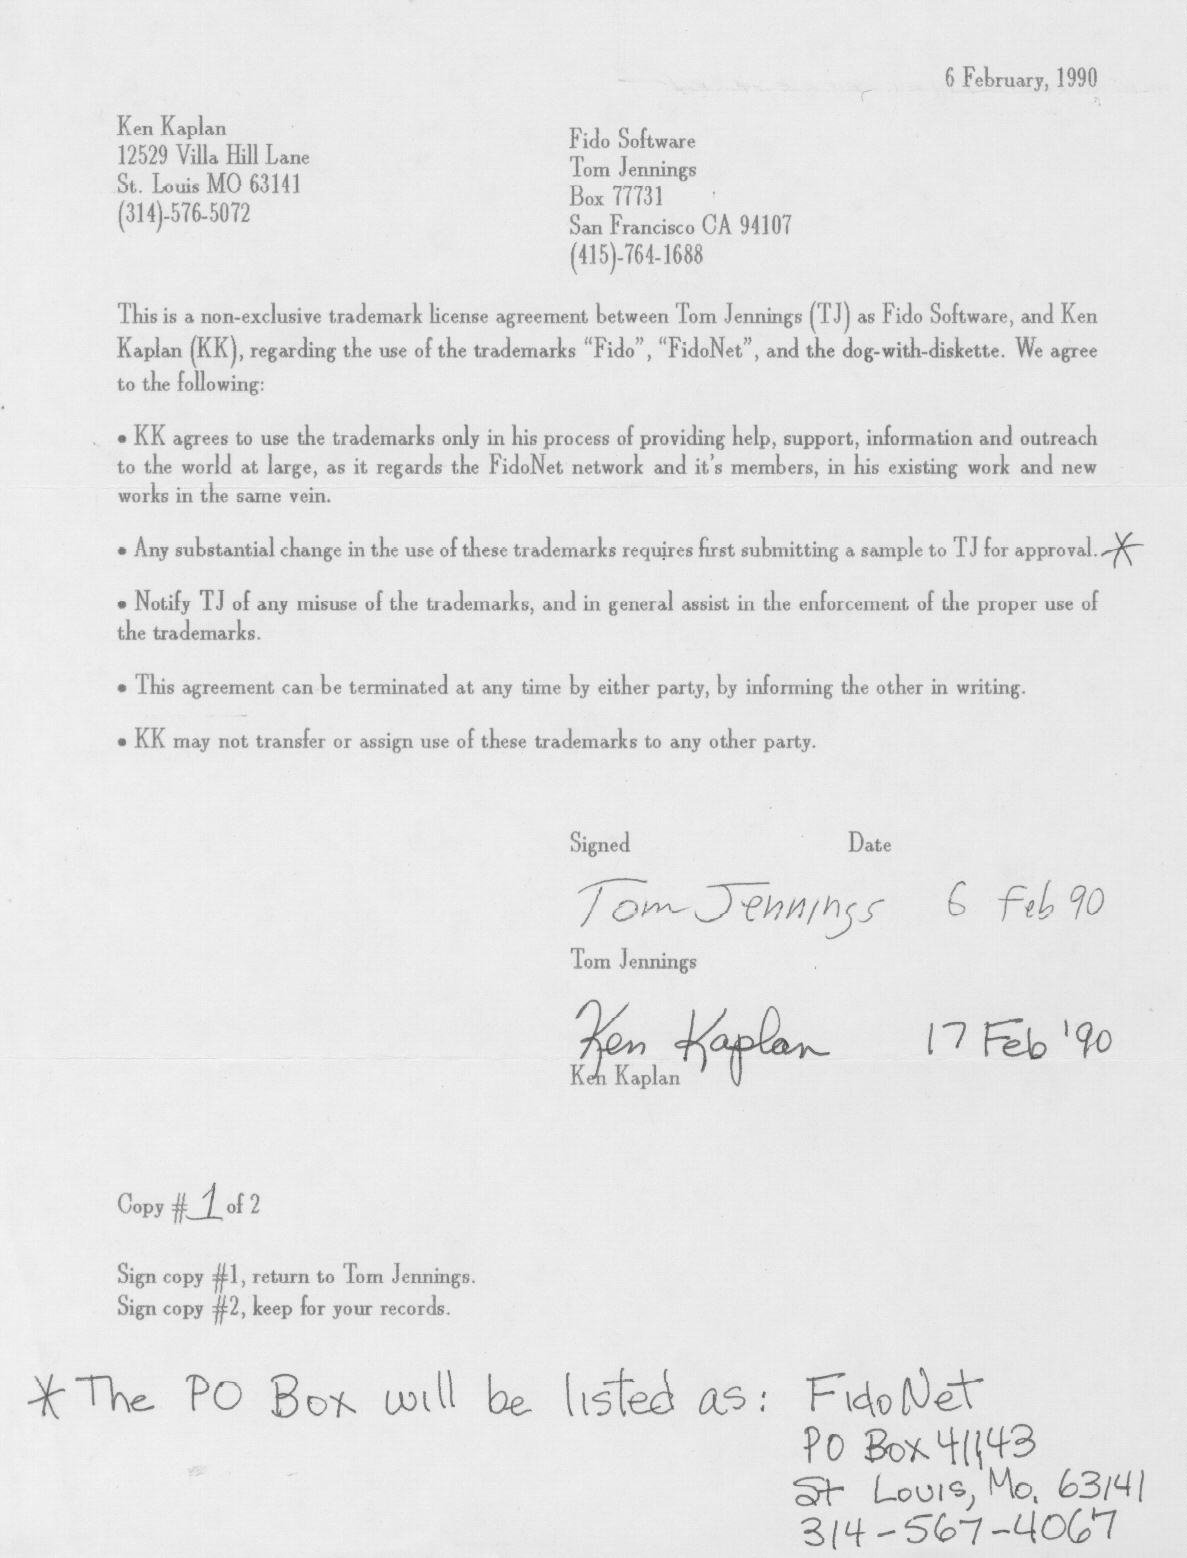 6 February, 1990
Ken Kaplan
12529 Villa Hill Lane
St. Louis MO 63141
(314)-576-5072
Fido Software
Tom Jennings
Box 77731
San Francisco CA 94107
(415)-764-1688
This is a non-exclusive trademark license agreement between Tom Jennings (TJ) as Fido Software, and Ken
Kaplan (KK), regarding the use of the trademarks “Fido”, “FidoNet”, and the dog-with-diskette. We agree
to the following:
• KK agrees to use the trademarks only in his process of providing help, support, information and outreach
to the world at large, as it regards the FidoNet network and it's members, in his existing work and new
works in the same vein.
• Any substantial change in the use of these trademarks requires first submitting a sample to TJ for approval. *
• Notify TJ of any misuse of the trademarks, and in general assist in the enforcement of the proper use of
the trademarks.
• This agreement can be terminated at any time by either party, by informing the other in writing.
• KK may not transfer or assign use of these trademarks to any other party.
Signed Date
Tom Jennings 6 Feb 90
Tom Jennings
Ken Kaplan 17 Feb '90
Ken Kaplan
Copy # 1 of 2
Sign copy #1, return to Tom Jennings.
Sign copy #2, keep for your records.
* The PO Box will be listed as: FidoNet
PO Box 41143
St Louis, Mo. 63141
314-567-4067